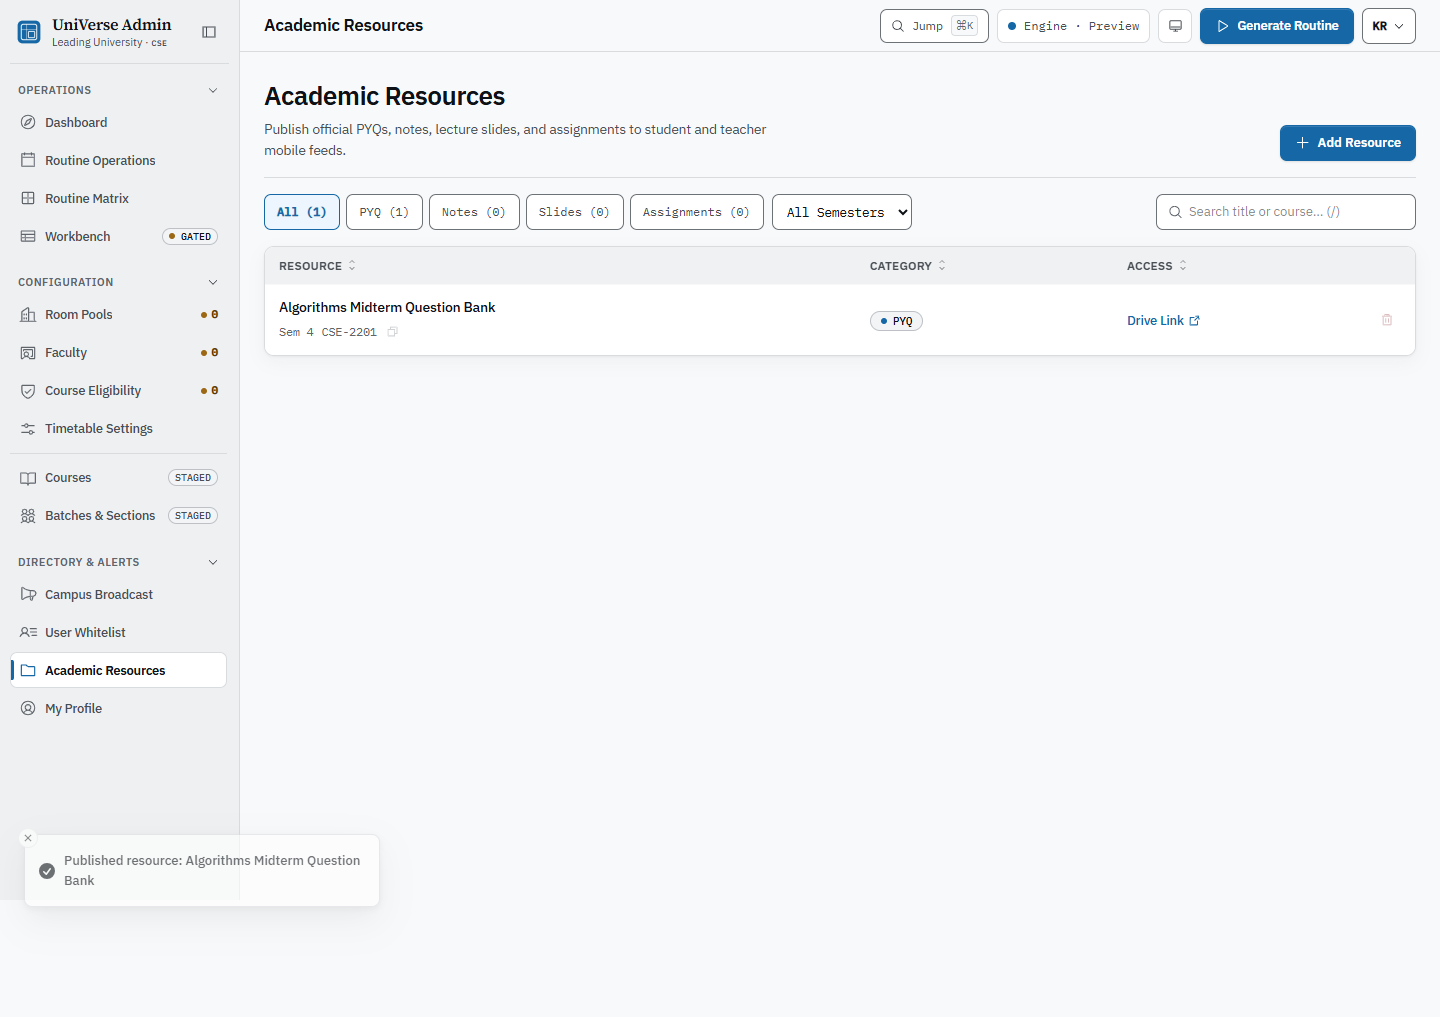 UniVerse Admin
Leading University · CSE
Academic Resources
Jump ⌘K
Engine · Preview
Generate Routine
KR
OPERATIONS
Dashboard
Routine Operations
Routine Matrix
Workbench GATED
CONFIGURATION
Room Pools 0
Faculty 0
Course Eligibility 0
Timetable Settings
Courses STAGED
Batches & Sections STAGED
DIRECTORY & ALERTS
Campus Broadcast
User Whitelist
Academic Resources
My Profile
Academic Resources
Publish official PYQs, notes, lecture slides, and assignments to student and teacher
mobile feeds.
Add Resource
All (1) PYQ (1) Notes (0) Slides (0) Assignments (0) All Semesters
Search title or course... (/)
RESOURCE CATEGORY ACCESS
Algorithms Midterm Question Bank
Sem 4 CSE-2201
PYQ
Drive Link
Published resource: Algorithms Midterm Question
Bank